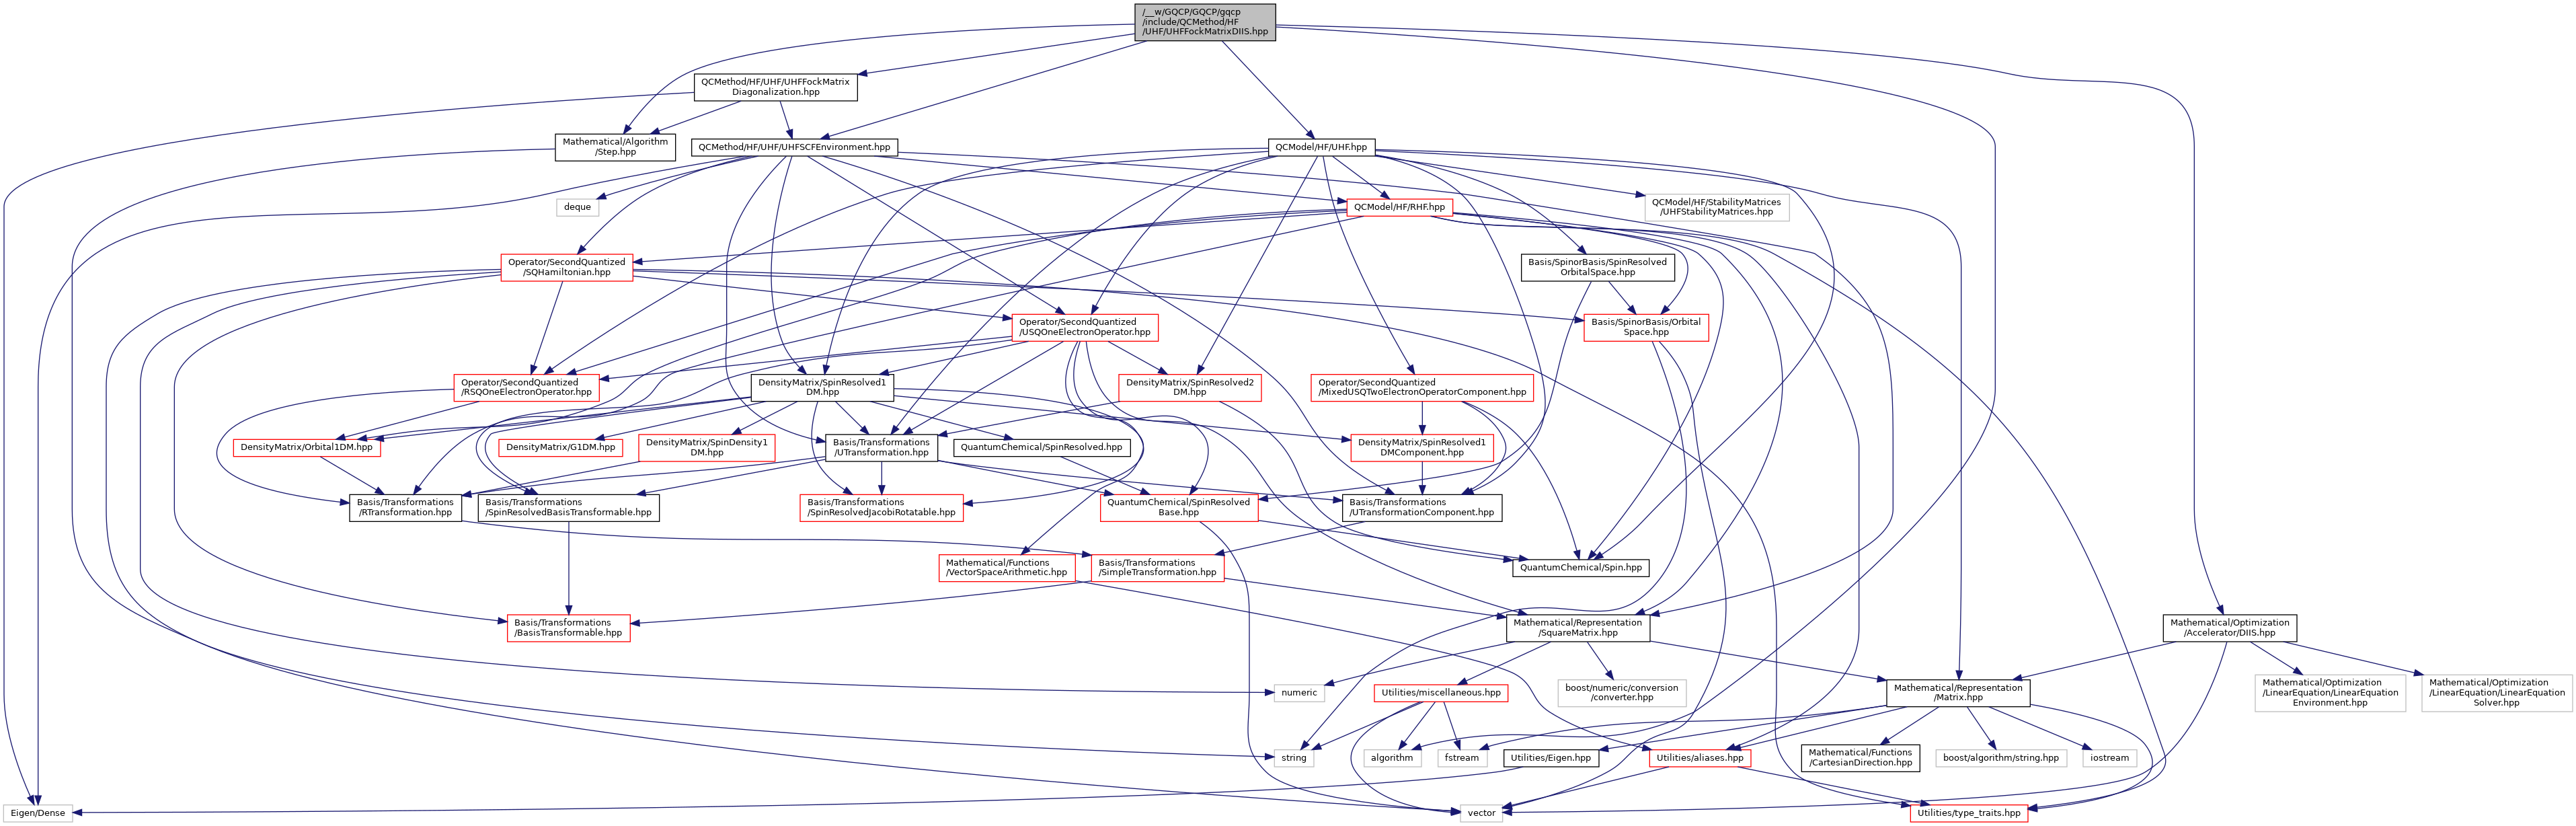 /__w/GQCP/GQCP/gqcp
/include/QCMethod/HF
/UHF/UHFFockMatrixDIIS.hpp
QCMethod/HF/UHF/UHFFockMatrix
Diagonalization.hpp
Mathematical/Algorithm
/Step.hpp
QCMethod/HF/UHF/UHFSCFEnvironment.hpp
QCModel/HF/UHF.hpp
deque
QCModel/HF/RHF.hpp
QCModel/HF/StabilityMatrices
/UHFStabilityMatrices.hpp
Operator/SecondQuantized
/SQHamiltonian.hpp
Basis/SpinorBasis/SpinResolved
OrbitalSpace.hpp
Operator/SecondQuantized
/USQOneElectronOperator.hpp
Basis/SpinorBasis/Orbital
Space.hpp
Operator/SecondQuantized
/RSQOneElectronOperator.hpp
DensityMatrix/SpinResolved1
DM.hpp
DensityMatrix/SpinResolved2
DM.hpp
Operator/SecondQuantized
/MixedUSQTwoElectronOperatorComponent.hpp
DensityMatrix/Orbital1DM.hpp
DensityMatrix/G1DM.hpp
DensityMatrix/SpinDensity1
DM.hpp
Basis/Transformations
/UTransformation.hpp
QuantumChemical/SpinResolved.hpp
DensityMatrix/SpinResolved1
DMComponent.hpp
Basis/Transformations
/RTransformation.hpp
Basis/Transformations
/SpinResolvedBasisTransformable.hpp
Basis/Transformations
/SpinResolvedJacobiRotatable.hpp
QuantumChemical/SpinResolved
Base.hpp
Basis/Transformations
/UTransformationComponent.hpp
Mathematical/Functions
/VectorSpaceArithmetic.hpp
Basis/Transformations
/SimpleTransformation.hpp
QuantumChemical/Spin.hpp
Basis/Transformations
/BasisTransformable.hpp
Mathematical/Representation
/SquareMatrix.hpp
Mathematical/Optimization
/Accelerator/DIIS.hpp
numeric
Utilities/miscellaneous.hpp
boost/numeric/conversion
/converter.hpp
Mathematical/Representation
/Matrix.hpp
Mathematical/Optimization
/LinearEquation/LinearEquation
Environment.hpp
Mathematical/Optimization
/LinearEquation/LinearEquation
Solver.hpp
string
algorithm
fstream
Utilities/Eigen.hpp
Utilities/aliases.hpp
Mathematical/Functions
/CartesianDirection.hpp
boost/algorithm/string.hpp
iostream
Eigen/Dense
vector
Utilities/type_traits.hpp